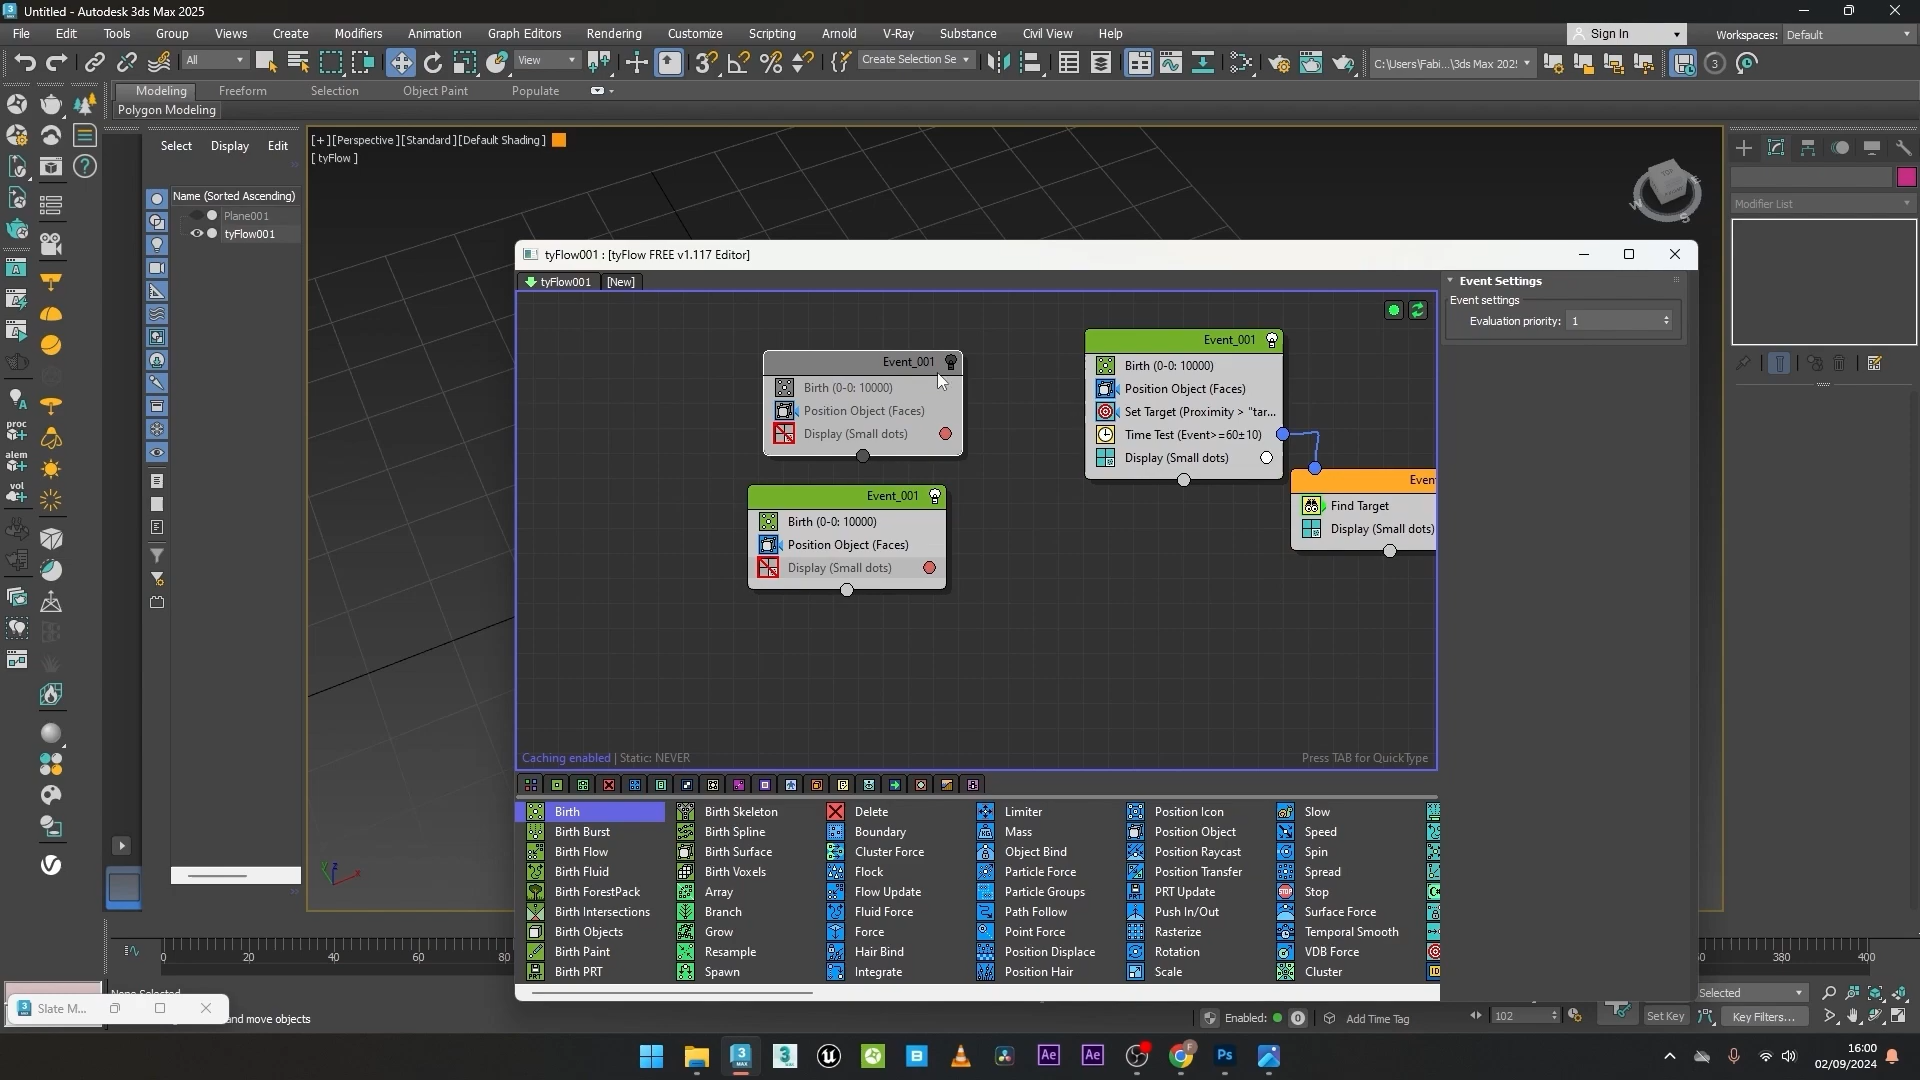 Untitled - Autodesk 3ds Max 2025
File Edit Tools Group Views Create Modifiers Animation Graph Editors Rendering Customize Scripting Arnold V-Ray Substance Civil View Help
Sign In
Workspaces: Default
All
View
Create Selection Se
C:\Users\Fabi...\3ds Max 202!
3
Modeling Freeform Selection Object Paint Populate
Polygon Modeling
Select Display Edit
Name (Sorted Ascending)
Plane001
tyFlow001
[+][Perspective][Standard][Default Shading]
[ tyFlow ]
Modifier List
proc
alem
vol
tyFlow001 : [tyFlow FREE v1.117 Editor]
tyFlow001 [New]
Event_001
Birth (0-0: 10000)
Position Object (Faces)
Display (Small dots)
Event_001
Birth (0-0: 10000)
Position Object (Faces)
Display (Small dots)
Event_001
Birth (0-0: 10000)
Position Object (Faces)
Set Target (Proximity > "tar...
Time Test (Event>=60±10)
Display (Small dots)
Even
Find Target
Display (Small dots)
Caching enabled | Static: NEVER
Press TAB for QuickType
Event Settings
Event settings
Evaluation priority: 1
Birth Birth Skeleton Delete Limiter Position Icon Slow
Birth Burst Birth Spline Boundary Mass Position Object Speed
Birth Flow Birth Surface Cluster Force Object Bind Position Raycast Spin
Birth Fluid Birth Voxels Flock Particle Force Position Transfer Spread
Birth ForestPack Array Flow Update Particle Groups PRT Update Stop
Birth Intersections Branch Fluid Force Path Follow Push In/Out Surface Force
Birth Objects Grow Force Point Force Rasterize Temporal Smooth
Birth Paint Resample Hair Bind Position Displace Rotation VDB Force
Birth PRT Spawn Integrate Position Hair Scale Cluster
0 20 40 60 80
380 400
None Selected
Slate M...
and move objects
Enabled: 0
Add Time Tag
102
Selected
Set Key Key Filters...
16:00
02/09/2024